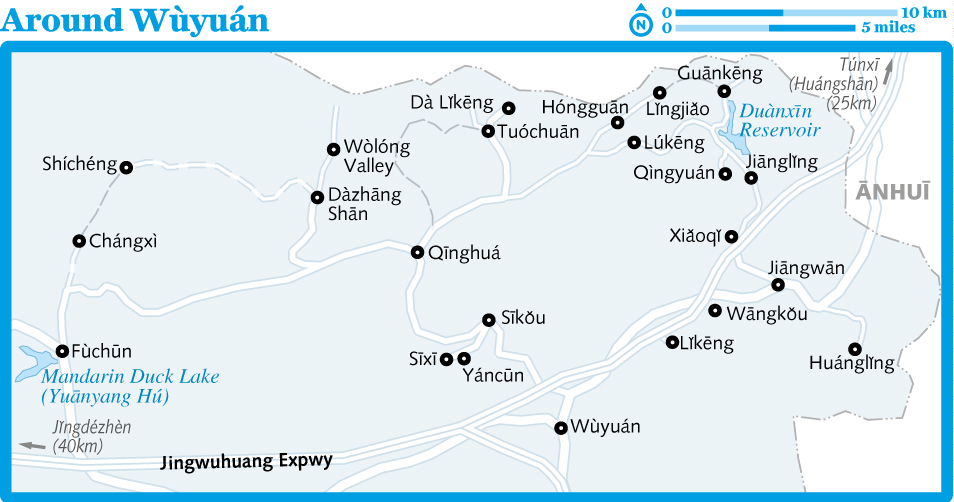 Around Wùyuán
N
0 10 km
0 5 miles
Túnxī
(Huángshān)
(25km)
Guānkēng
Dà Lǐkēng
Hóngguān
Lǐngjiǎo
Duànxīn
Reservoir
Tuóchuān
Lúkēng
Wòlóng
Valley
Shíchéng
Qìngyuán
Jiānglǐng
ĀNHUĪ
Dàzhāng
Shān
Chángxì
Qīnghuá
Xiǎoqǐ
Jiāngwān
Sīkǒu
Wāngkǒu
Lǐkēng
Fùchūn
Sīxī
Yáncūn
Huánglǐng
Mandarin Duck Lake
(Yuānyang Hú)
Jǐngdézhèn
(40km)
Wùyuán
Jingwuhuang Expwy